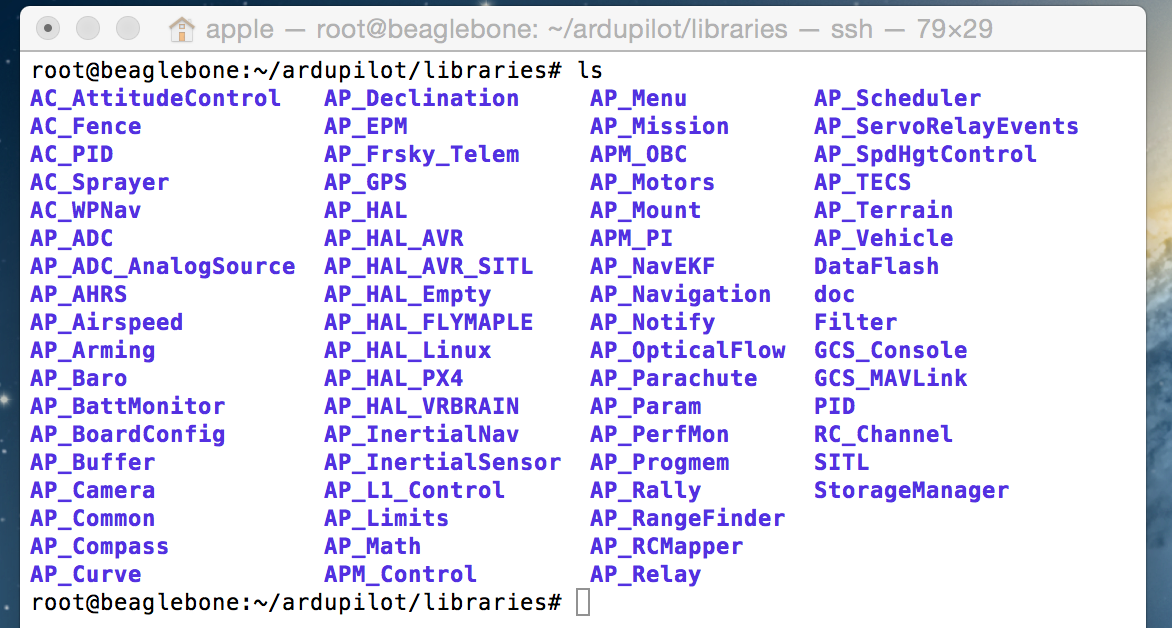 apple — root@beaglebone: ~/ardupilot/libraries — ssh — 79×29
root@beaglebone:~/ardupilot/libraries# ls
AC_AttitudeControl AP_Declination AP_Menu AP_Scheduler
AC_Fence AP_EPM AP_Mission AP_ServoRelayEvents
AC_PID AP_Frsky_Telem APM_OBC AP_SpdHgtControl
AC_Sprayer AP_GPS AP_Motors AP_TECS
AC_WPNav AP_HAL AP_Mount AP_Terrain
AP_ADC AP_HAL_AVR APM_PI AP_Vehicle
AP_ADC_AnalogSource AP_HAL_AVR_SITL AP_NavEKF DataFlash
AP_AHRS AP_HAL_Empty AP_Navigation doc
AP_Airspeed AP_HAL_FLYMAPLE AP_Notify Filter
AP_Arming AP_HAL_Linux AP_OpticalFlow GCS_Console
AP_Baro AP_HAL_PX4 AP_Parachute GCS_MAVLink
AP_BattMonitor AP_HAL_VRBRAIN AP_Param PID
AP_BoardConfig AP_InertialNav AP_PerfMon RC_Channel
AP_Buffer AP_InertialSensor AP_Progmem SITL
AP_Camera AP_L1_Control AP_Rally StorageManager
AP_Common AP_Limits AP_RangeFinder
AP_Compass AP_Math AP_RCMapper
AP_Curve APM_Control AP_Relay
root@beaglebone:~/ardupilot/libraries#